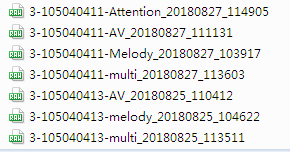 3-105040411-Attention_20180827_114905
3-105040411-AV_20180827_111131
3-105040411-Melody_20180827_103917
3-105040411-multi_20180827_113603
3-105040413-AV_20180825_110412
3-105040413-melody_20180825_104622
3-105040413-multi_20180825_113511